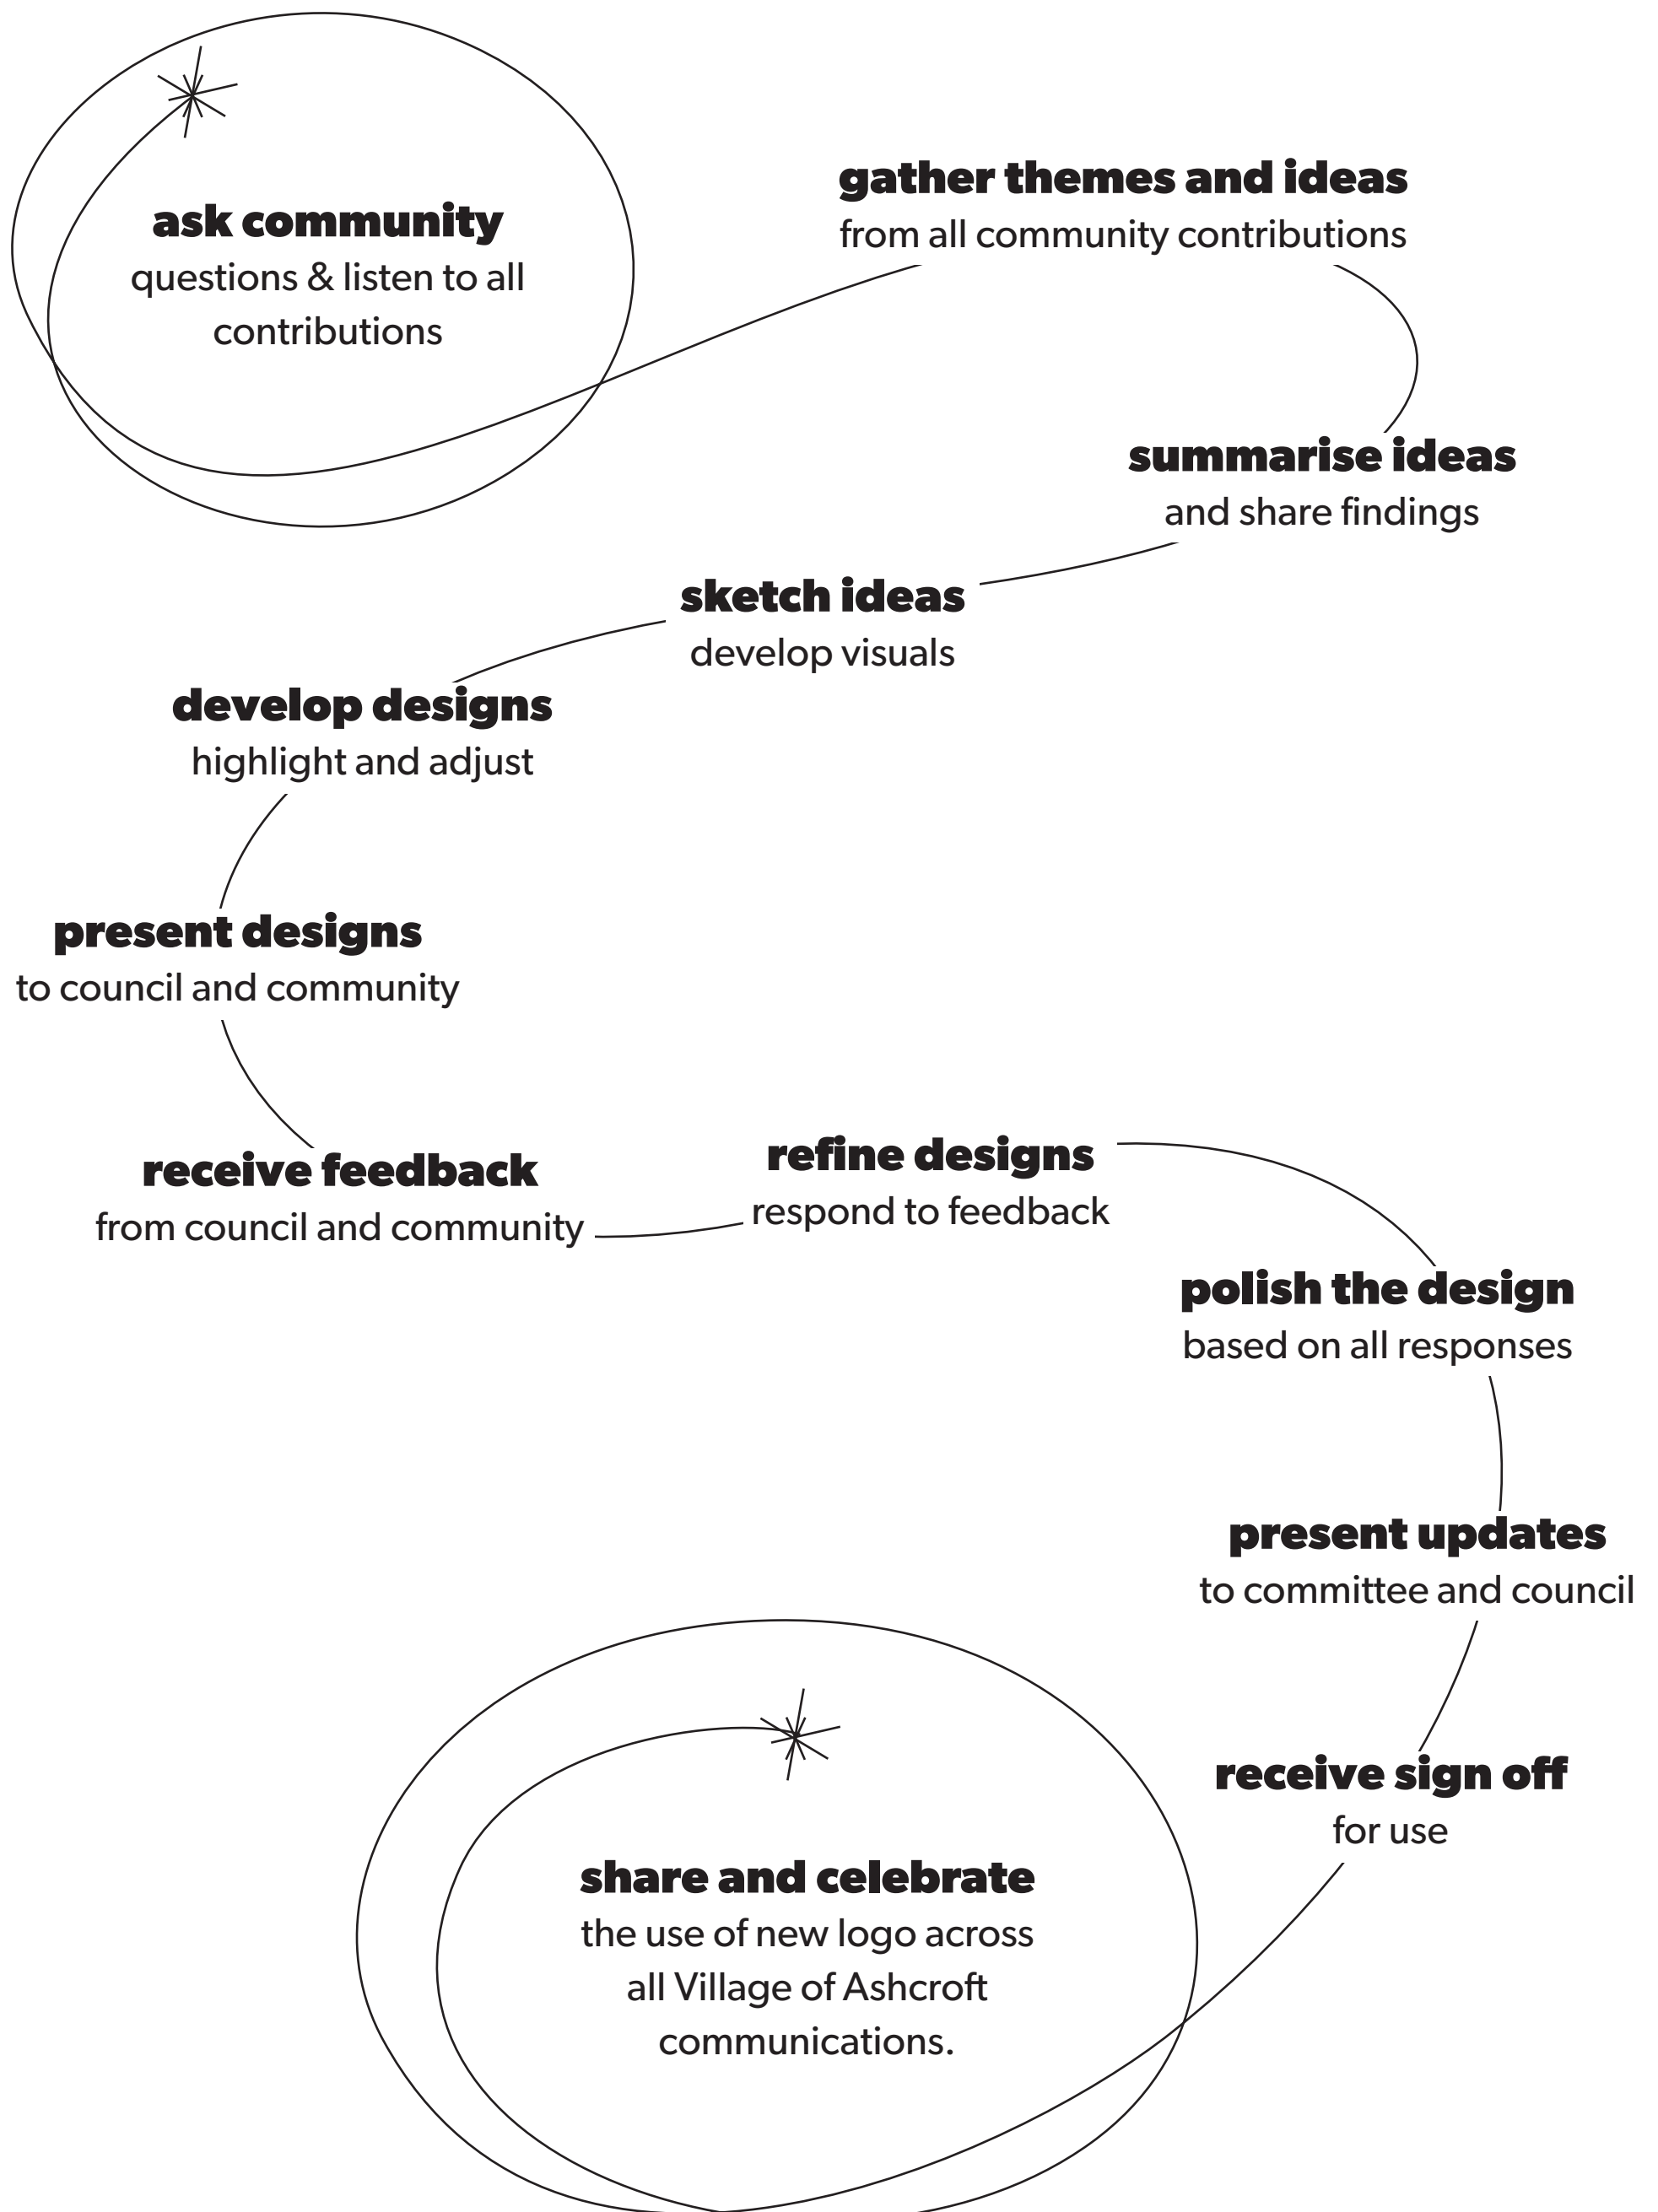 ask community
questions & listen to all
contributions
gather themes and ideas
from all community contributions
summarise ideas
and share findings
sketch ideas
develop visuals
develop designs
highlight and adjust
present designs
to council and community
receive feedback
from council and community
refine designs
respond to feedback
polish the design
based on all responses
present updates
to committee and council
receive sign off
for use
share and celebrate
the use of new logo across
all Village of Ashcroft
communications.